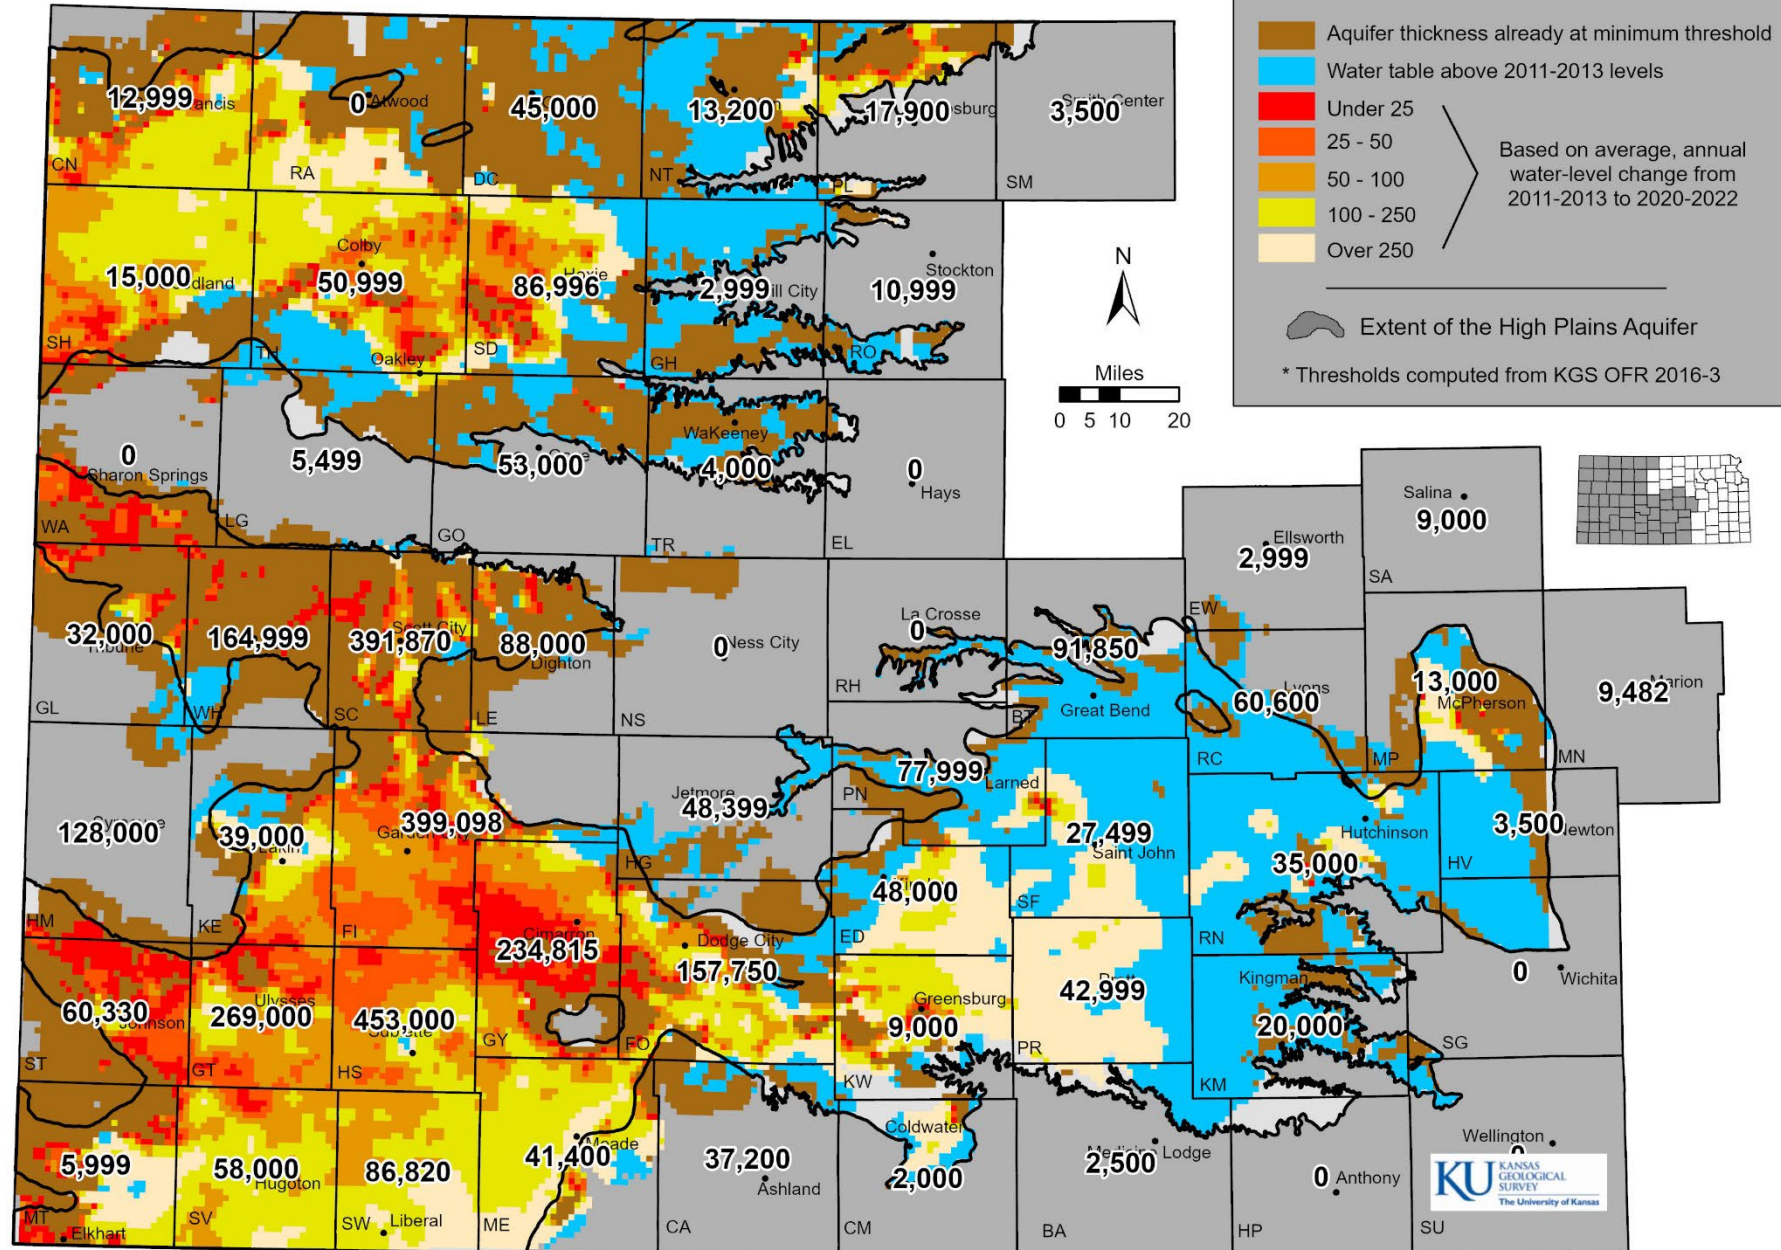 Aquifer thickness already at minimum threshold
Water table above 2011-2013 levels
Under 25
25 - 50
50 - 100
100 - 250
Over 250
Based on average, annual
water-level change from
2011-2013 to 2020-2022
Extent of the High Plains Aquifer
* Thresholds computed from KGS OFR 2016-3
N
Miles
0 5 10 20
12,999
CN
0 Atwood
RA
45,000
DC
13,200
NT
17,900
PL
3,500
Smith Center
SM
15,000
SH
Colby
50,999
TH
Oakley
86,996
SD
2,999
GH
Stockton
10,999
RO
0
Sharon Springs
WA
5,499
LG
53,000
GO
WaKeeney
4,000
TR
0
Hays
EL
Salina
9,000
SA
Ellsworth
2,999
EW
32,000
GL
164,999
WH
Scott City
391,870
SC
88,000
Dighton
LE
0 Ness City
NS
La Crosse
0
RH
91,850
Great Bend
BT
Lyons
60,600
RC
13,000
McPherson
MP
9,482 Marion
MN
128,000
HM
39,000
Lakin
KE
399,098
FI
Jetmore
48,399
HG
77,999
Larned
PN
27,499
Saint John
SF
Hutchinson
35,000
RN
3,500 Newton
HV
48,000
ED
Cimarron
234,815
GY
Dodge City
157,750
FO
60,330
Johnson
ST
Ulysses
269,000
GT
453,000
HS
Greensburg
9,000
KW
42,999
PR
Kingman
20,000
KM
0
Wichita
SG
5,999
MT
Elkhart
58,000
Hugoton
SV
86,820
SW Liberal
41,400 Meade
ME
37,200
Ashland
CA
Coldwater
2,000
CM
Medicine Lodge
2,500
BA
0 Anthony
HP
Wellington
SU
KU KANSAS
GEOLOGICAL
SURVEY
The University of Kansas